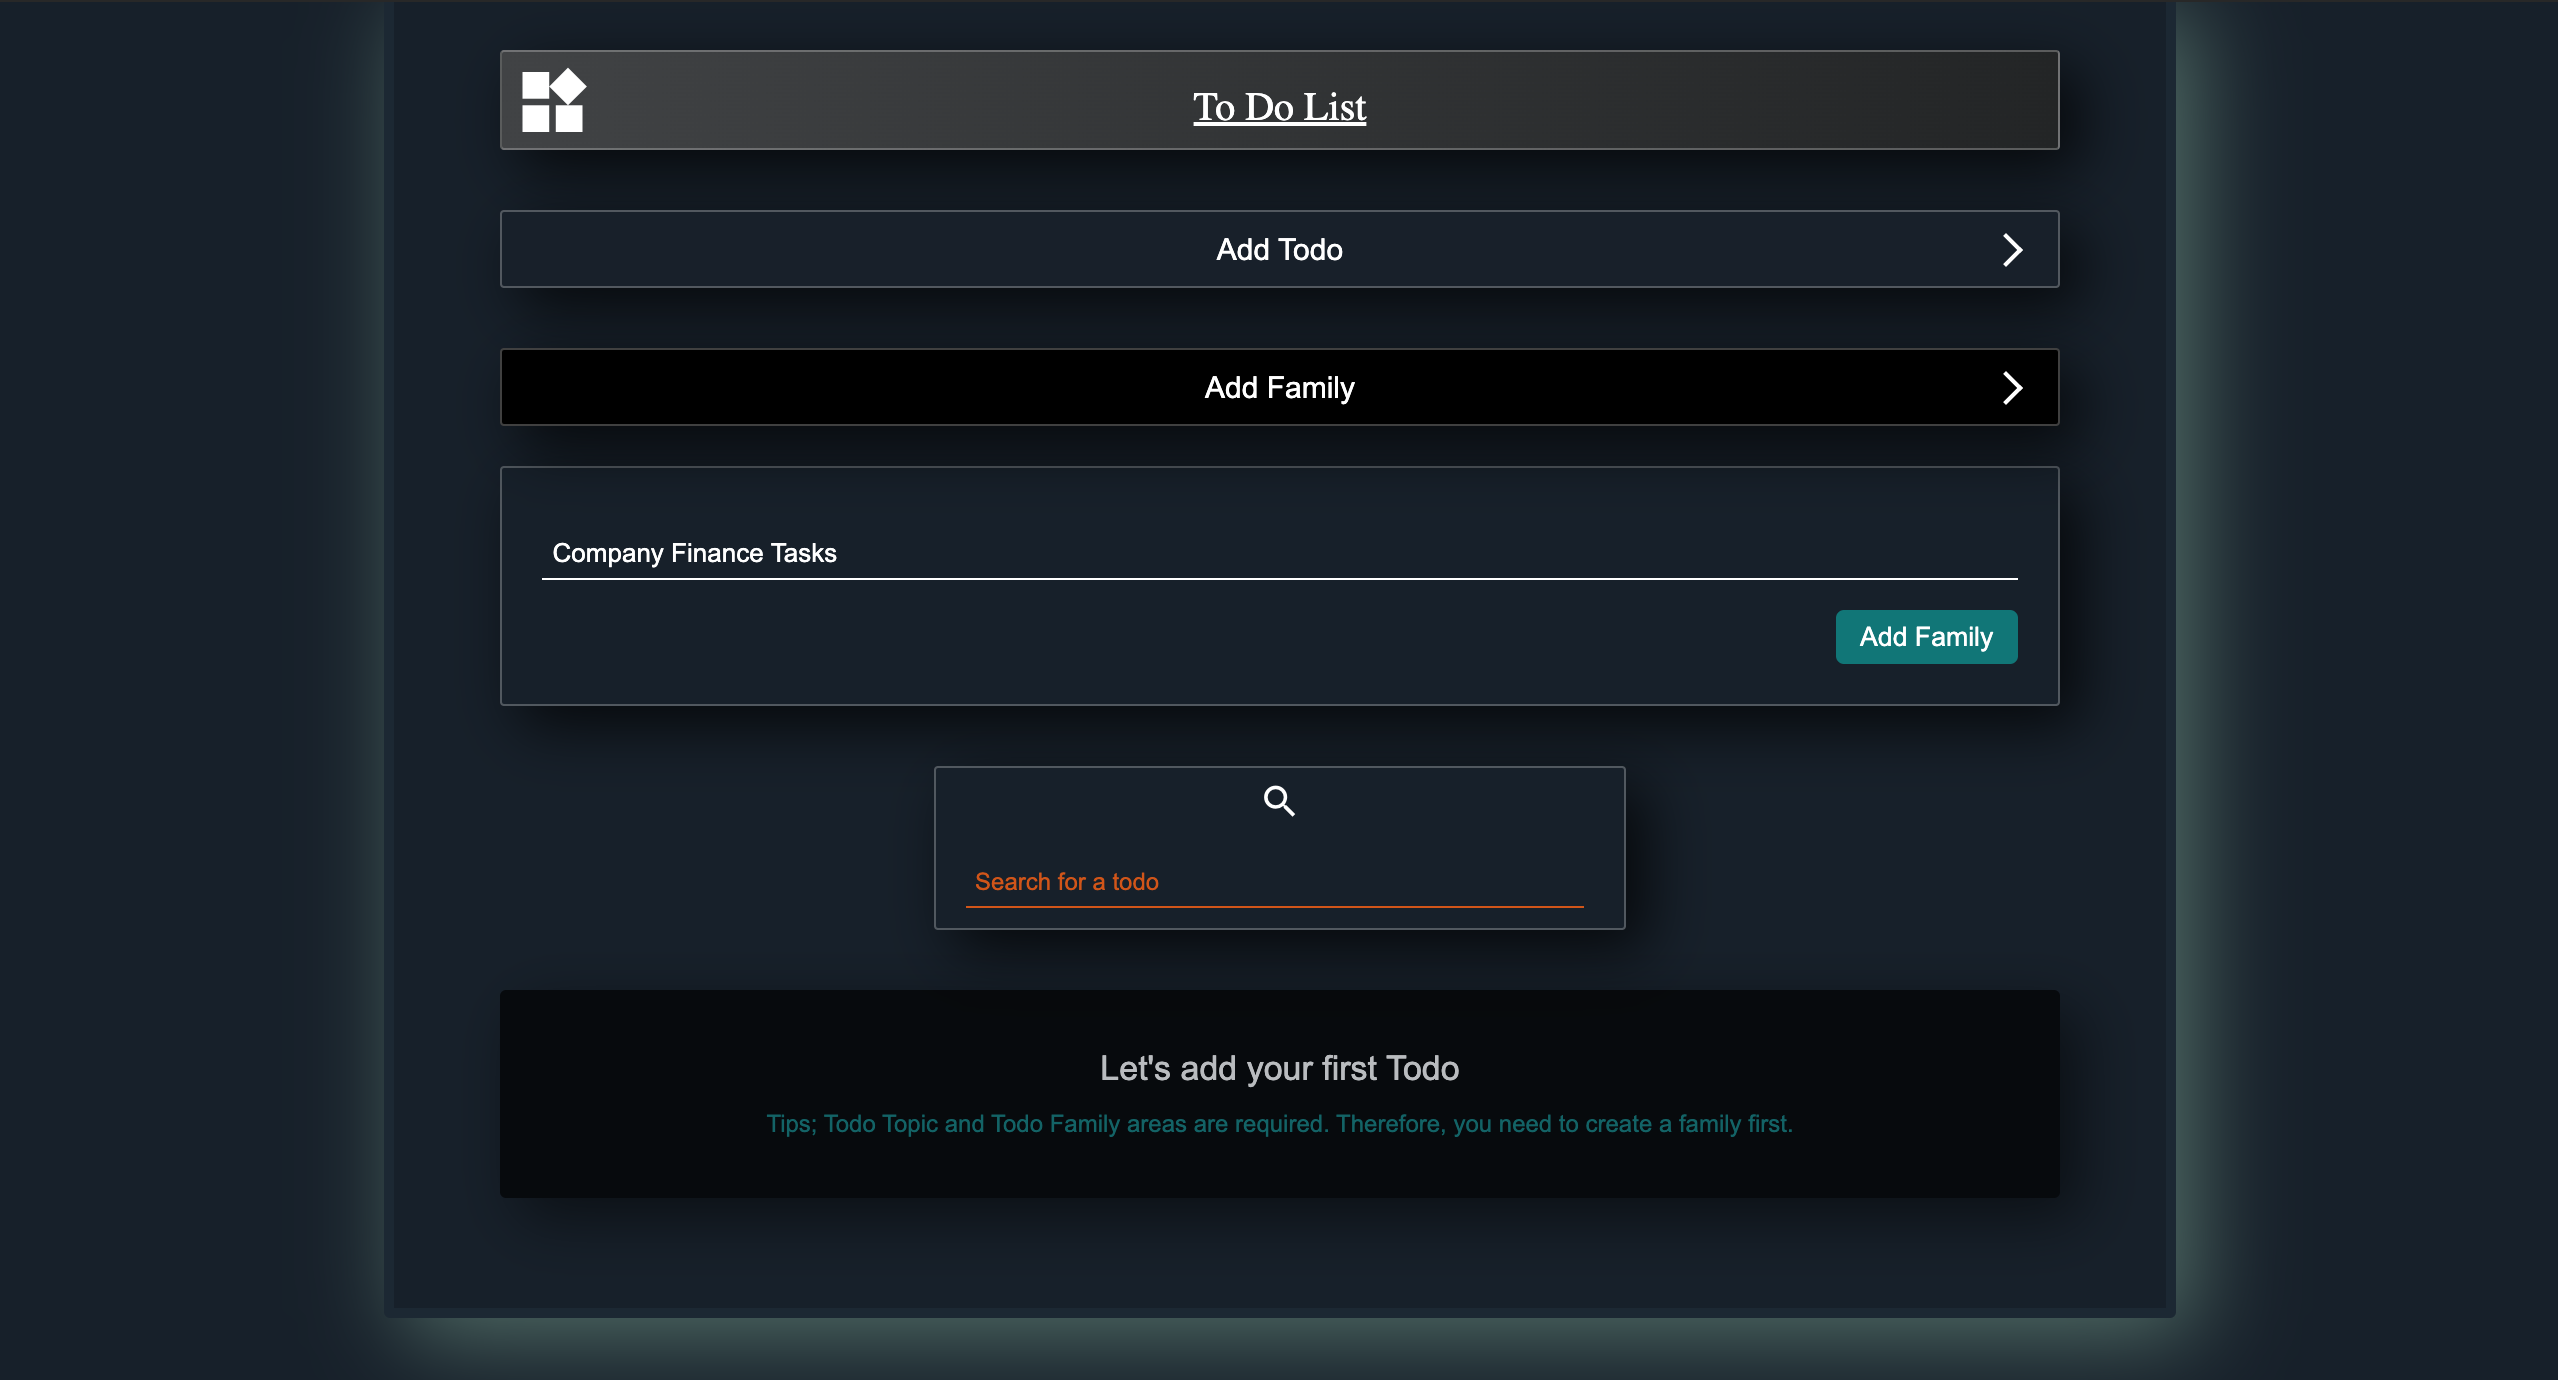 To Do List
Add Todo
Add Family
Company Finance Tasks
Add Family
Search for a todo
Let's add your first Todo
Tips; Todo Topic and Todo Family areas are required. Therefore, you need to create a family first.